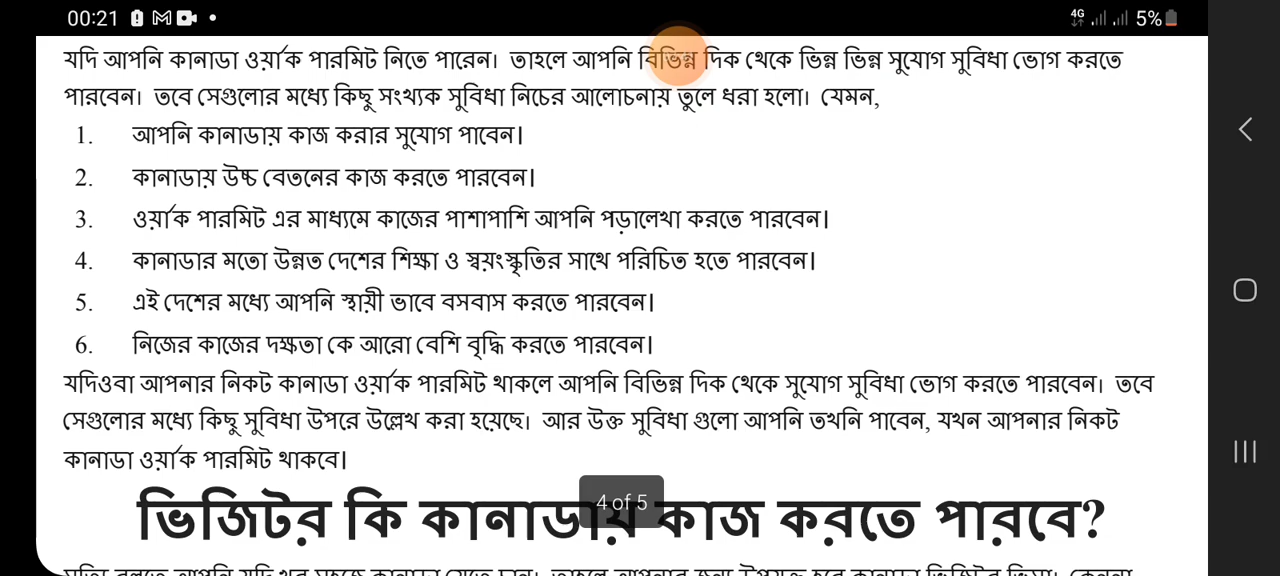 00:21
4G
5%
যদি আপনি কানাডা ওয়ার্ক পারমিট নিতে পারেন। তাহলে আপনি বিভিন্ন দিক থেকে ভিন্ন ভিন্ন সুযোগ সুবিধা ভোগ করতে
পারবেন। তবে সেগুলোর মধ্যে কিছু সংখ্যক সুবিধা নিচের আলোচনায় তুলে ধরা হলো। যেমন,
1. আপনি কানাডায় কাজ করার সুযোগ পাবেন।
2. কানাডায় উচ্চ বেতনের কাজ করতে পারবেন।
3. ওয়ার্ক পারমিট এর মাধ্যমে কাজের পাশাপাশি আপনি পড়ালেখা করতে পারবেন।
4. কানাডার মতো উন্নত দেশের শিক্ষা ও স্বয়ংস্কৃতির সাথে পরিচিত হতে পারবেন।
5. এই দেশের মধ্যে আপনি স্থায়ী ভাবে বসবাস করতে পারবেন।
6. নিজের কাজের দক্ষতা কে আরো বেশি বৃদ্ধি করতে পারবেন।
যদিওবা আপনার নিকট কানাডা ওয়ার্ক পারমিট থাকলে আপনি বিভিন্ন দিক থেকে সুযোগ সুবিধা ভোগ করতে পারবেন। তবে
সেগুলোর মধ্যে কিছু সুবিধা উপরে উল্লেখ করা হয়েছে। আর উক্ত সুবিধা গুলো আপনি তখনি পাবেন, যখন আপনার নিকট
কানাডা ওয়ার্ক পারমিট থাকবে।
4 of 5
ভিজিটর কি কানাডায় কাজ করতে পারবে?